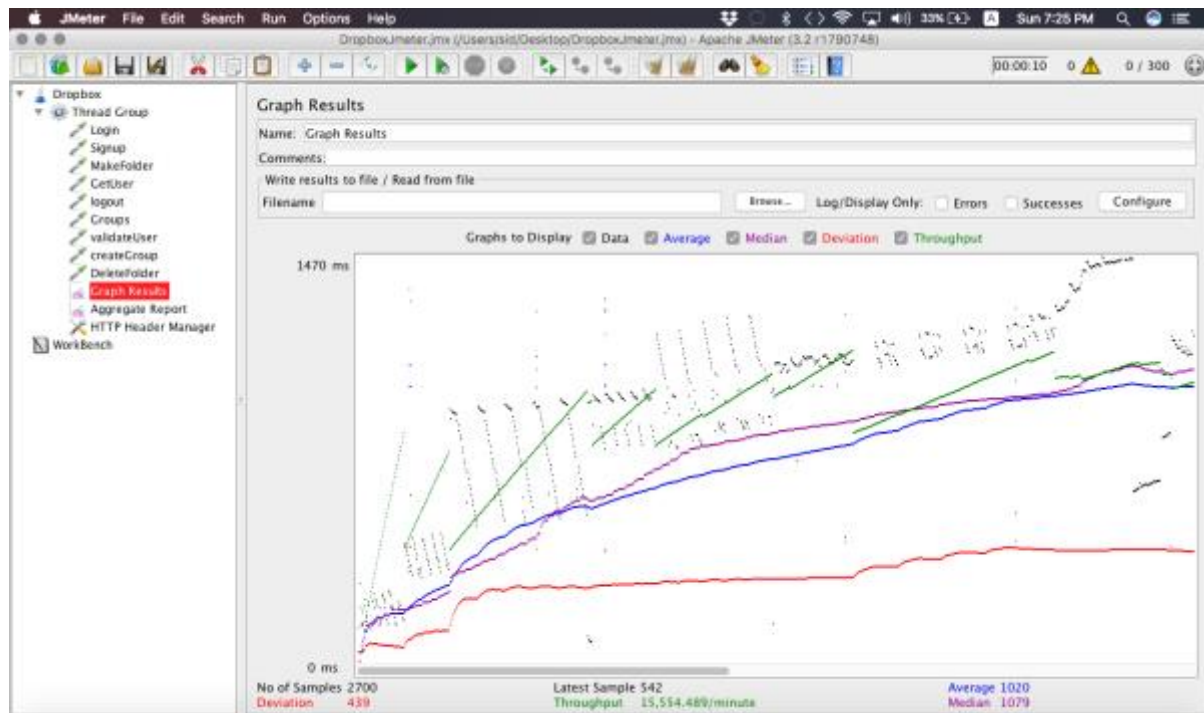 JMeter File Edit Search Run Options Help 33% A Sun 7:25 PM
DropboxJmeter.jmx (/Users/sid/Desktop/DropboxJmeter.jmx) - Apache JMeter (3.2 r1790748)
00:00:10 0 0 / 300
Dropbox
Thread Group
Login
Signup
MakeFolder
GetUser
logout
Groups
validateUser
createGroup
DeleteFolder
Graph Results
Aggregate Report
HTTP Header Manager
WorkBench
Graph Results
Name: Graph Results
Comments:
Write results to file / Read from file
Filename Browse... Log/Display Only: Errors Successes Configure
Graphs to Display Data Average Median Deviation Throughput
1470 ms
0 ms
No of Samples 2700 Latest Sample 542 Average 1020
Deviation 439 Throughput 15,554.489/minute Median 1079